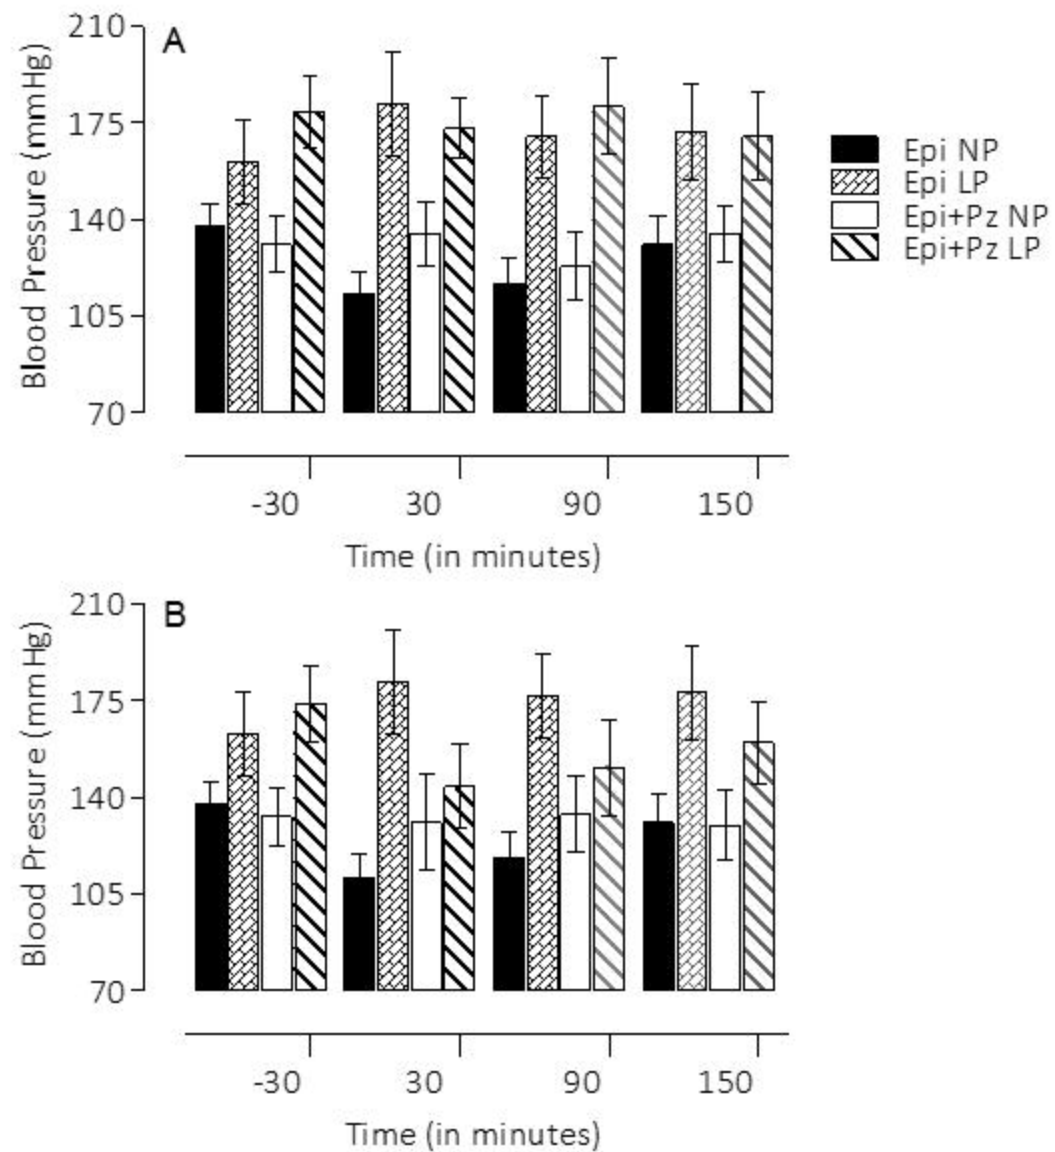 A
Blood Pressure (mmHg)
210
175
140
105
70
-30 30 90 150
Time (in minutes)
Epi NP
Epi LP
Epi+Pz NP
Epi+Pz LP
B
Blood Pressure (mmHg)
210
175
140
105
70
-30 30 90 150
Time (in minutes)